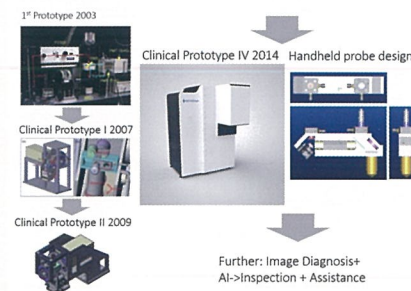 1st Prototype 2003
Clinical Prototype I 2007
Clinical Prototype II 2009
Clinical Prototype IV 2014
Handheld probe design
Further: Image Diagnosis+
AI->Inspection + Assistance